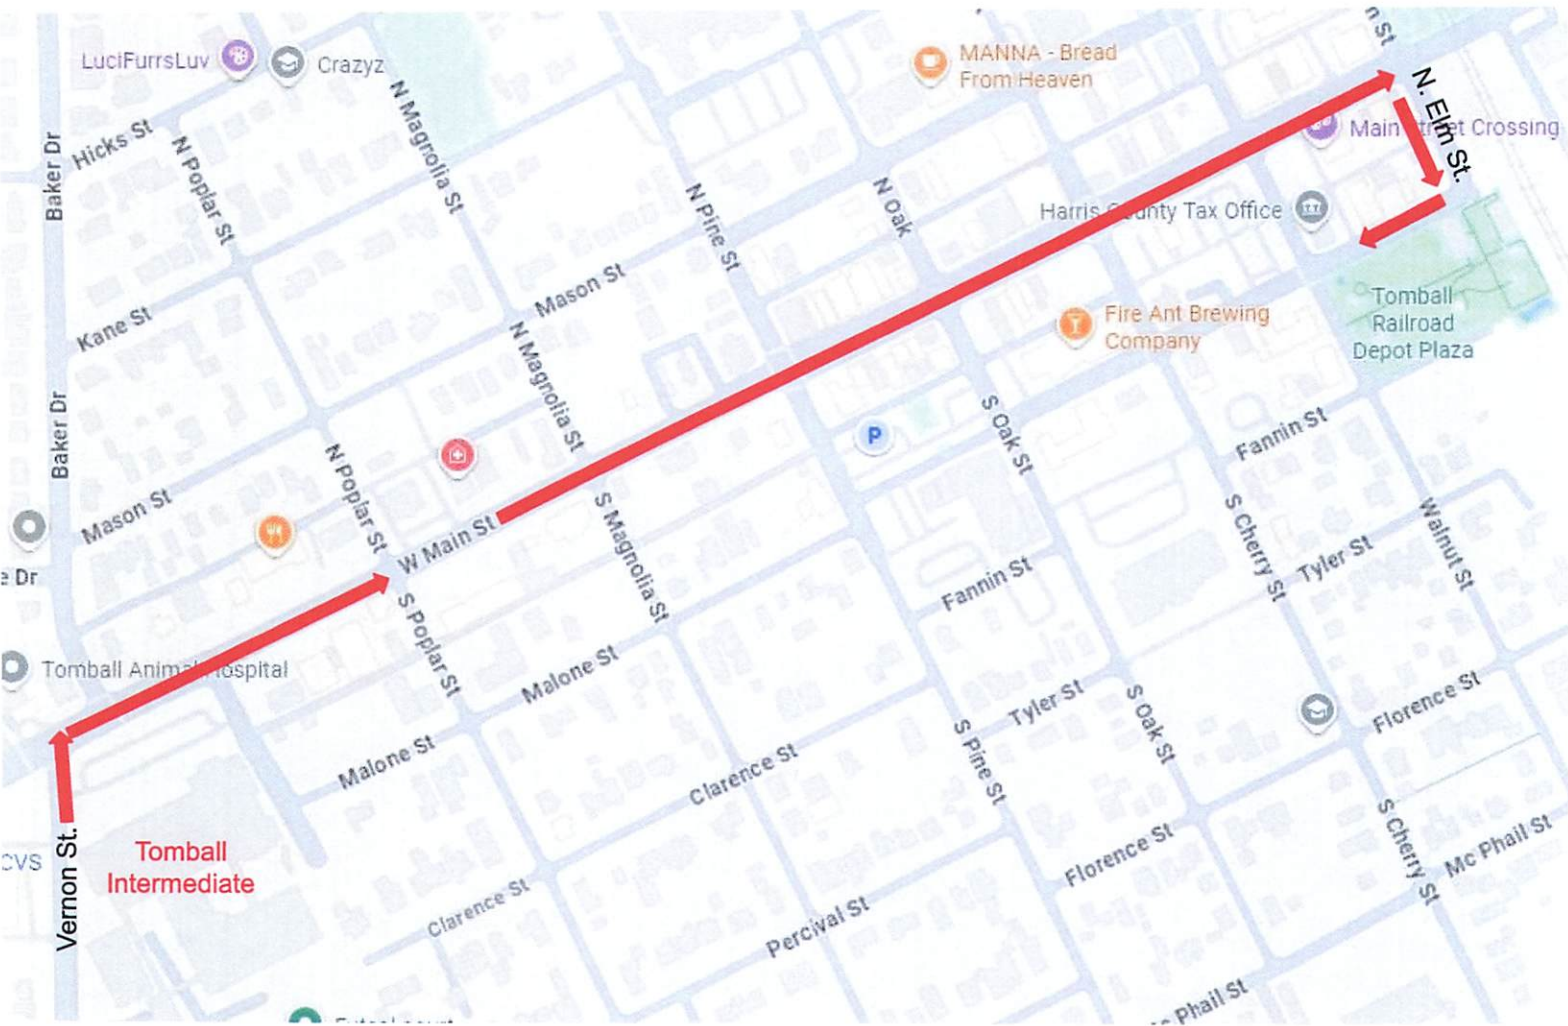 LuciFurrsLuv
Crazyz
MANNA - Bread
From Heaven
N. Elm St.
Baker Dr
Hicks St
N Poplar St
N Magnolia St
N Pine St
N Oak
Harris County Tax Office
Tomball
Railroad
Depot Plaza
Kane St
Mason St
Fire Ant Brewing
Company
N Magnolia St
Baker Dr
Mason St
N Poplar St
W Main St
S Magnolia St
P
S Oak St
Fannin St
S Cherry St
Tyler St
Walnut St
Fannin St
Tomball Animal Hospital
S Poplar St
Malone St
Malone St
Clarence St
S Pine St
Tyler St
S Oak St
Florence St
Vernon St.
CVS
Tomball
Intermediate
Clarence St
Percival St
Florence St
S Cherry St
Mc Phail St